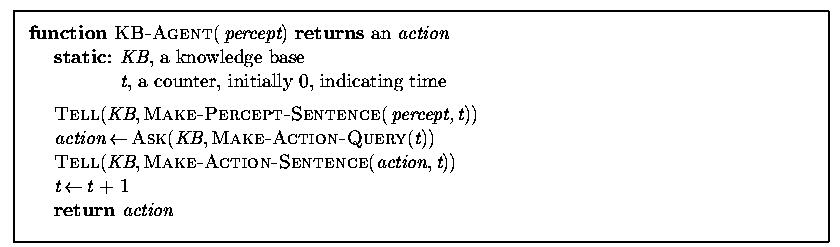 function KB-AGENT( percept) returns an action
static: KB, a knowledge base
t, a counter, initially 0, indicating time
TELL(KB, MAKE-PERCEPT-SENTENCE( percept, t))
action ← ASK(KB, MAKE-ACTION-QUERY(t))
TELL(KB, MAKE-ACTION-SENTENCE(action, t))
t ← t + 1
return action